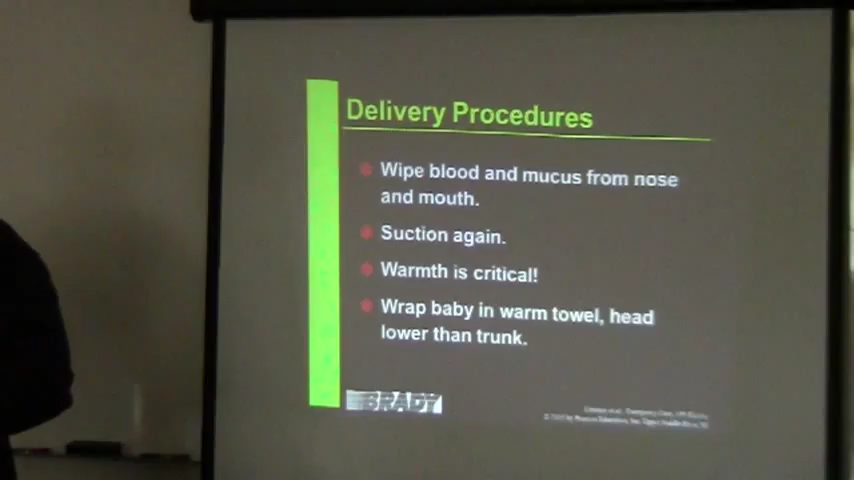 Delivery Procedures
Wipe blood and mucus from nose
and mouth.
Suction again.
Warmth is critical!
Wrap baby in warm towel, head
lower than trunk.
BRADY